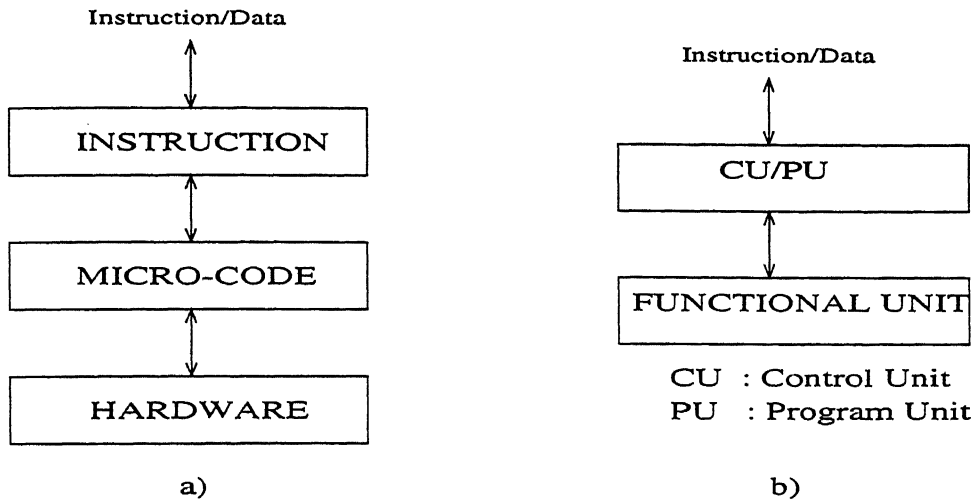 Instruction/Data
INSTRUCTION
MICRO-CODE
HARDWARE
a)
Instruction/Data
CU/PU
FUNCTIONAL UNIT
CU : Control Unit
PU : Program Unit
b)